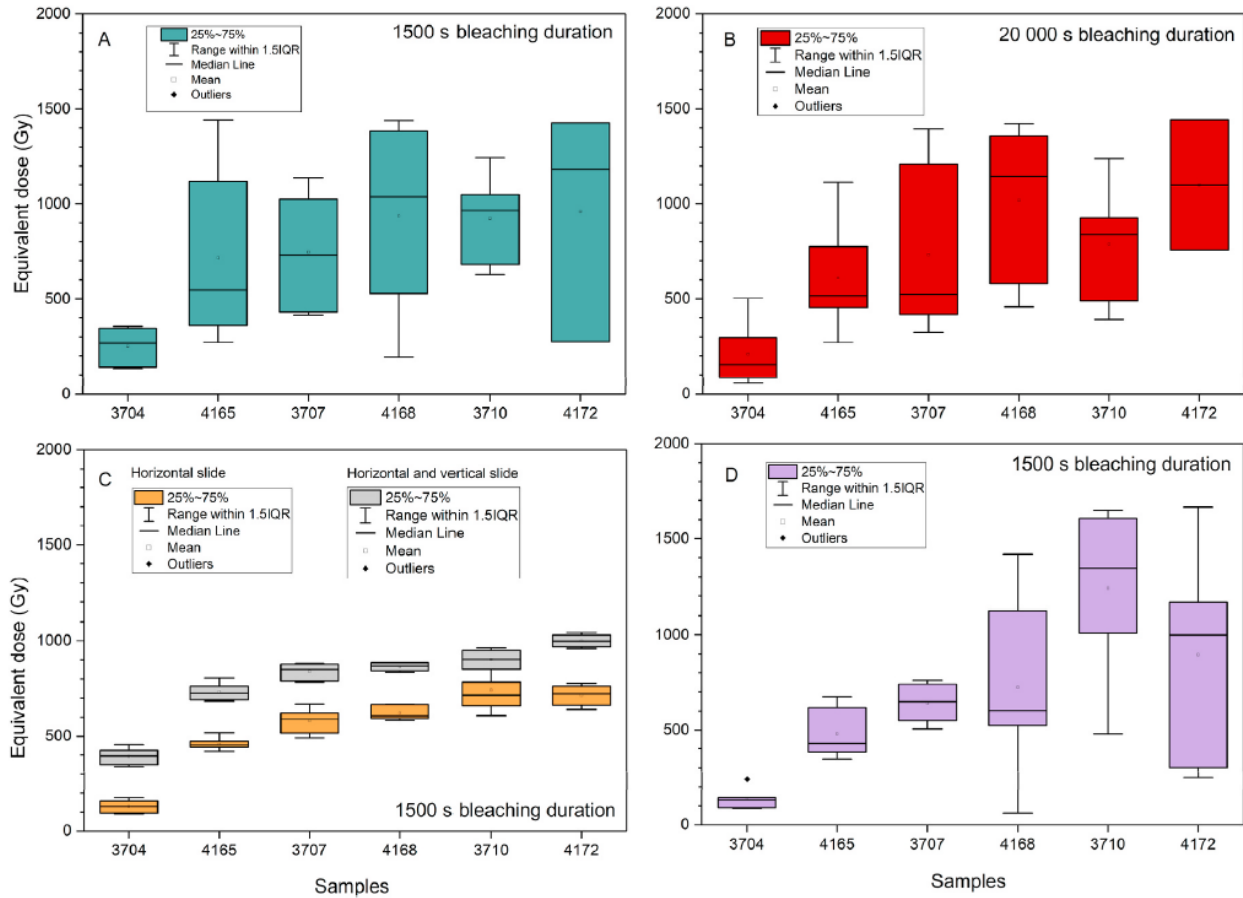 A
1500 s bleaching duration
25%~75%
Range within 1.5IQR
Median Line
Mean
Outliers
Equivalent dose (Gy)
2000
1500
1000
500
0
3704 4165 3707 4168 3710 4172
B
20 000 s bleaching duration
25%~75%
Range within 1.5IQR
Median Line
Mean
Outliers
2000
1500
1000
500
0
3704 4165 3707 4168 3710 4172
C
Horizontal slide
25%~75%
Range within 1.5IQR
Median Line
Mean
Outliers
Horizontal and vertical slide
25%~75%
Range within 1.5IQR
Median Line
Mean
Outliers
Equivalent dose (Gy)
2000
1500
1000
500
0
1500 s bleaching duration
3704 4165 3707 4168 3710 4172
Samples
D
1500 s bleaching duration
25%~75%
Range within 1.5IQR
Median Line
Mean
Outliers
2000
1500
1000
500
0
3704 4165 3707 4168 3710 4172
Samples